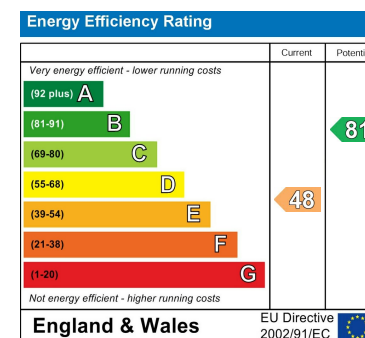 Energy Efficiency Rating
Current
Very energy efficient - lower running costs
(92 plus) A
(81-91) B
81
(69-80) C
(55-68) D
48
(39-54) E
(21-38) F
(1-20) G
Not energy efficient - higher running costs
England & Wales
EU Directive
2002/91/EC